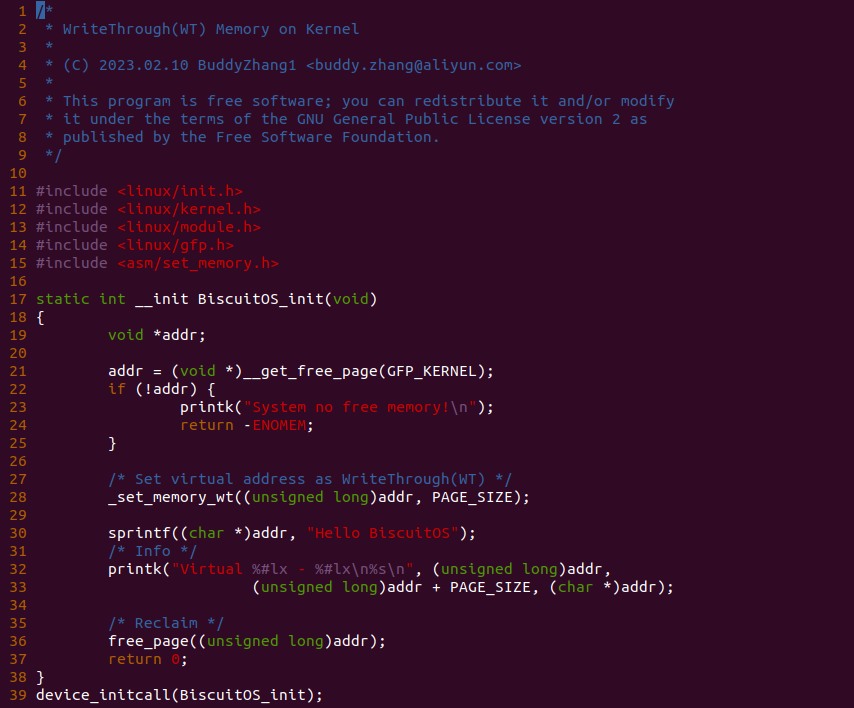 1 /*
2  * WriteThrough(WT) Memory on Kernel
3  *
4  * (C) 2023.02.10 BuddyZhang1 <buddy.zhang@aliyun.com>
5  *
6  * This program is free software; you can redistribute it and/or modify
7  * it under the terms of the GNU General Public License version 2 as
8  * published by the Free Software Foundation.
9  */
10
11 #include <linux/init.h>
12 #include <linux/kernel.h>
13 #include <linux/module.h>
14 #include <linux/gfp.h>
15 #include <asm/set_memory.h>
16
17 static int __init BiscuitOS_init(void)
18 {
19         void *addr;
20
21         addr = (void *)__get_free_page(GFP_KERNEL);
22         if (!addr) {
23                 printk("System no free memory!\n");
24                 return -ENOMEM;
25         }
26
27         /* Set virtual address as WriteThrough(WT) */
28         _set_memory_wt((unsigned long)addr, PAGE_SIZE);
29
30         sprintf((char *)addr, "Hello BiscuitOS");
31         /* Info */
32         printk("Virtual %#lx - %#lx\n%s\n", (unsigned long)addr,
33                         (unsigned long)addr + PAGE_SIZE, (char *)addr);
34
35         /* Reclaim */
36         free_page((unsigned long)addr);
37         return 0;
38 }
39 device_initcall(BiscuitOS_init);